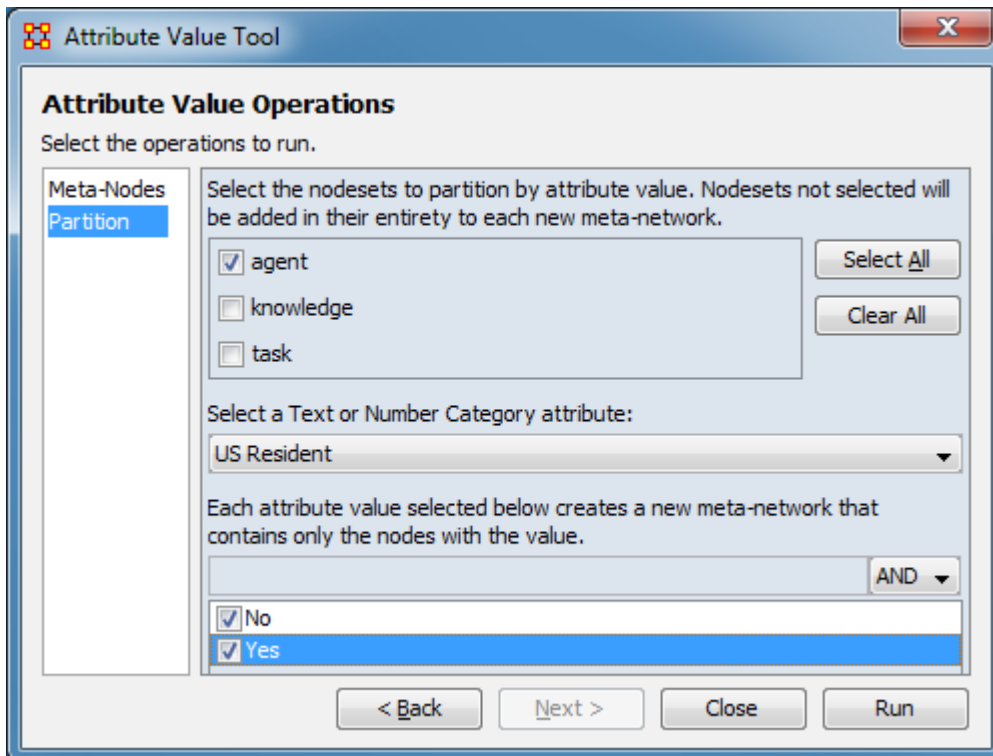 Attribute Value Tool
Attribute Value Operations
Select the operations to run.
Meta-Nodes
Partition
Select the nodesets to partition by attribute value. Nodesets not selected will
be added in their entirety to each new meta-network.
agent
knowledge
task
Select All
Clear All
Select a Text or Number Category attribute:
US Resident
Each attribute value selected below creates a new meta-network that
contains only the nodes with the value.
AND
No
Yes
< Back
Next >
Close
Run